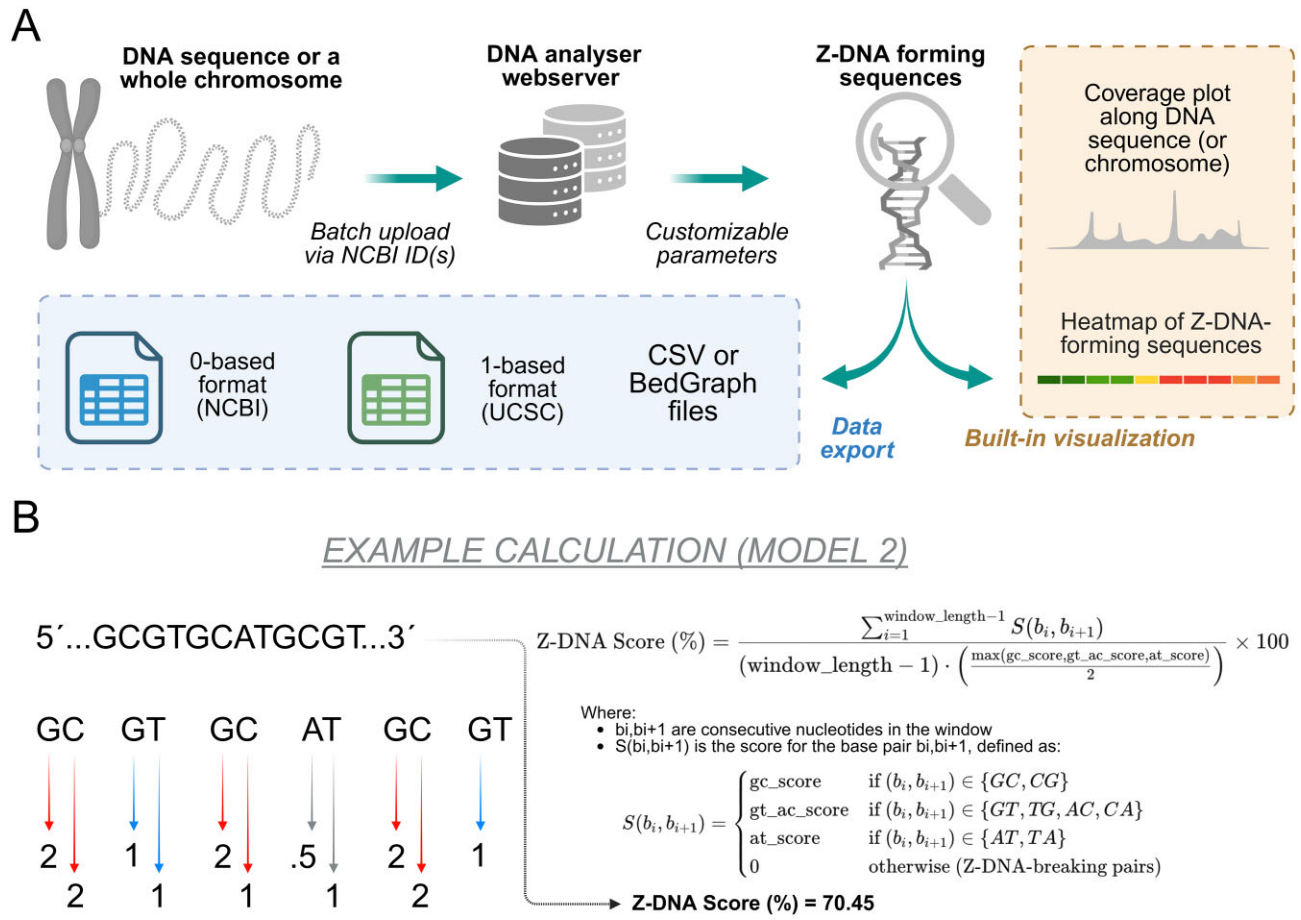 A
DNA sequence or a
whole chromosome
DNA analyser
webserver
Z-DNA forming
sequences
Batch upload
via NCBI ID(s)
Customizable
parameters
Coverage plot
along DNA
sequence (or
chromosome)
Heatmap of Z-DNA-
forming sequences
0-based
format
(NCBI)
1-based
format
(UCSC)
CSV or
BedGraph
files
Data
export
Built-in visualization
B
EXAMPLE CALCULATION (MODEL 2)
5´ ...GCGTGCATGCGT...3´
GC GT GC AT GC GT
2 1 2 .5 2 1
2 1 1 1 2
Z-DNA Score (%) = \frac{\sum_{i=1}^{window_length−1} S(b_i, b_{i+1})}{(window_length − 1) · (\frac{max(gc_score,gt_ac_score,at_score)}{2})} × 100
Where:
• bi,bi+1 are consecutive nucleotides in the window
• S(bi,bi+1) is the score for the base pair bi,bi+1, defined as:
S(b_i, b_{i+1}) =
gc_score if (b_i, b_{i+1}) ∈ {GC, CG}
gt_ac_score if (b_i, b_{i+1}) ∈ {GT, TG, AC, CA}
at_score if (b_i, b_{i+1}) ∈ {AT, TA}
0 otherwise (Z-DNA-breaking pairs)
Z-DNA Score (%) = 70.45